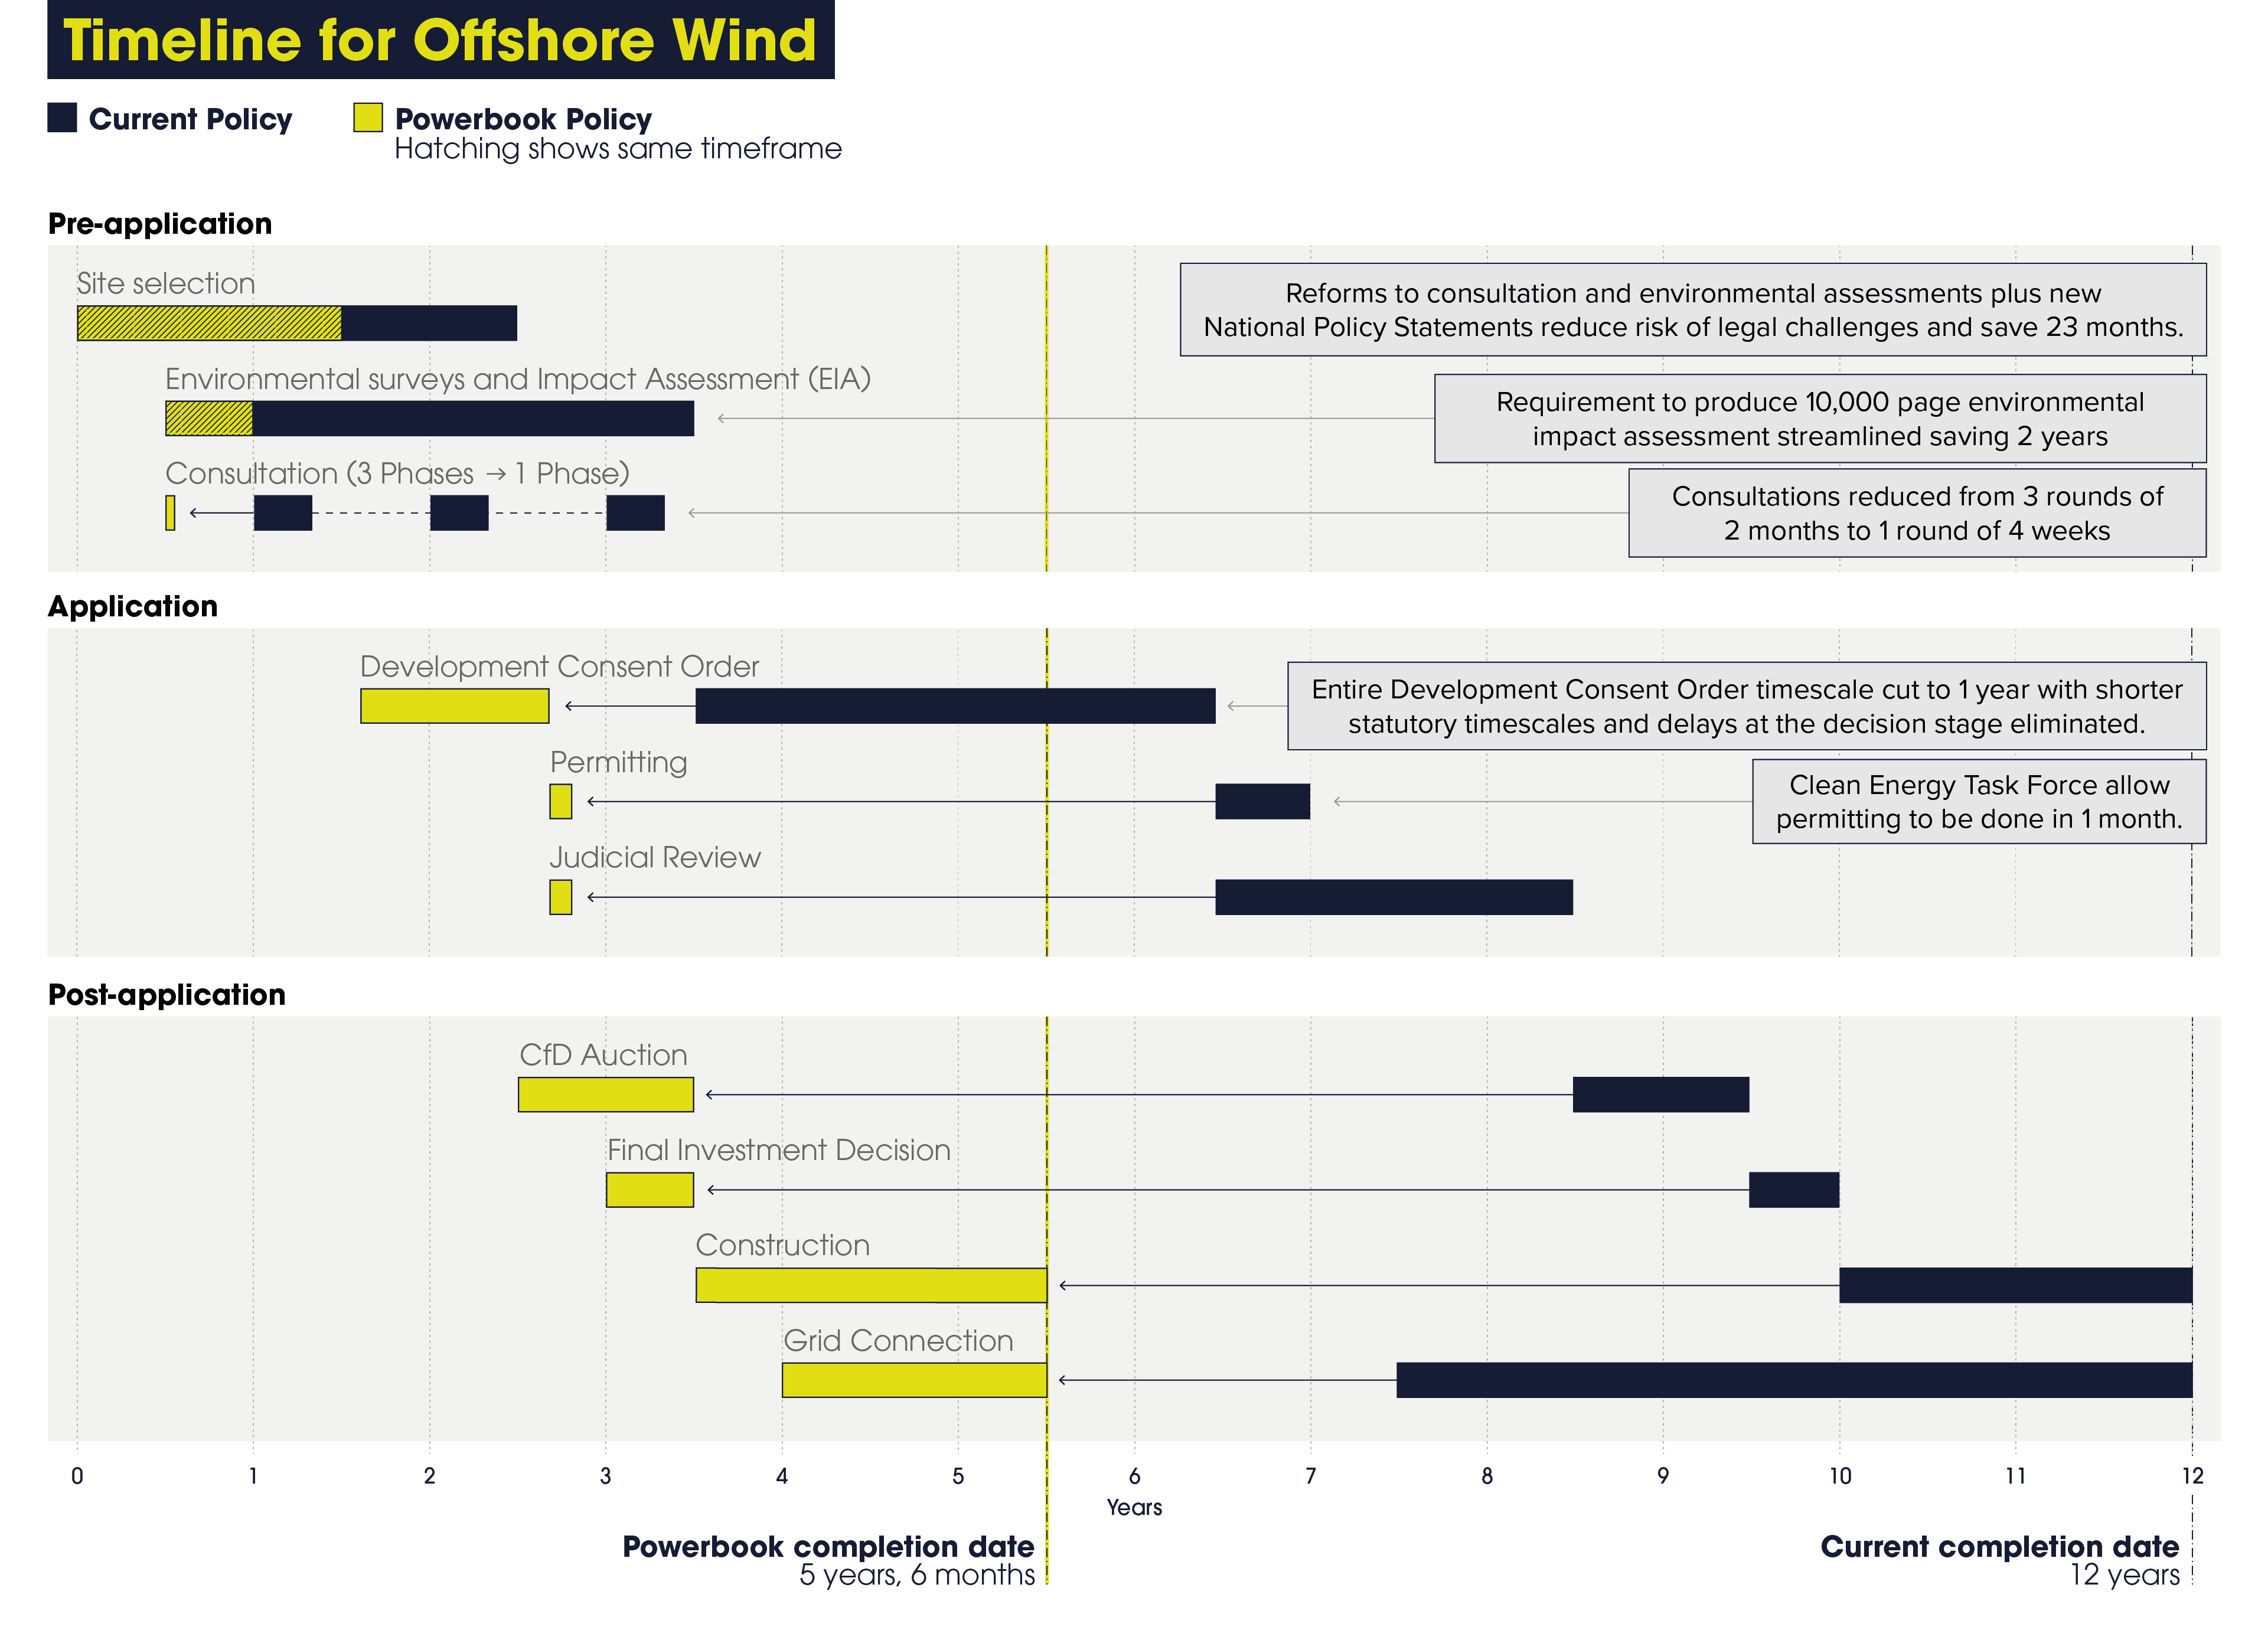 Timeline for Offshore Wind
Current Policy
Powerbook Policy
Hatching shows same timeframe
Pre-application
Site selection
Reforms to consultation and environmental assessments plus new
National Policy Statements reduce risk of legal challenges and save 23 months.
Environmental surveys and Impact Assessment (EIA)
Requirement to produce 10,000 page environmental
impact assessment streamlined saving 2 years
Consultation (3 Phases → 1 Phase)
Consultations reduced from 3 rounds of
2 months to 1 round of 4 weeks
Application
Development Consent Order
Entire Development Consent Order timescale cut to 1 year with shorter
statutory timescales and delays at the decision stage eliminated.
Permitting
Clean Energy Task Force allow
permitting to be done in 1 month.
Judicial Review
Post-application
CfD Auction
Final Investment Decision
Construction
Grid Connection
0 1 2 3 4 5 6 7 8 9 10 11 12
Years
Powerbook completion date
5 years, 6 months
Current completion date
12 years